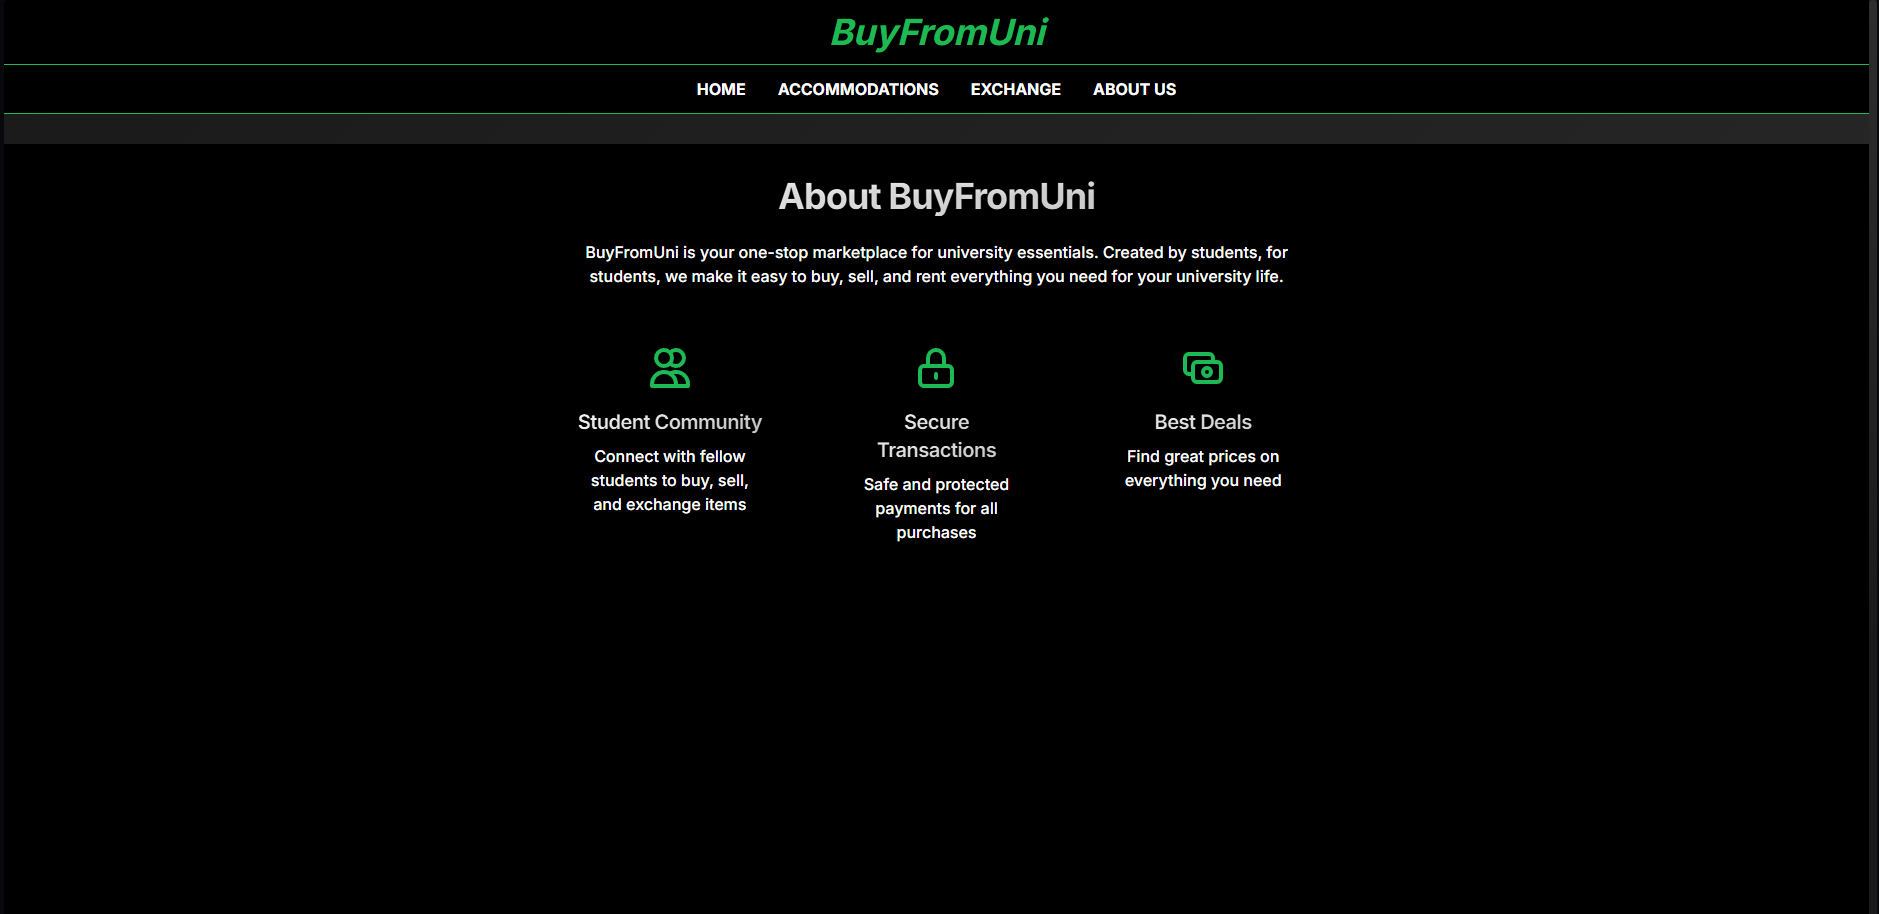 BuyFromUni
HOME ACCOMMODATIONS EXCHANGE ABOUT US
About BuyFromUni
BuyFromUni is your one-stop marketplace for university essentials. Created by students, for
students, we make it easy to buy, sell, and rent everything you need for your university life.
Student Community
Connect with fellow
students to buy, sell,
and exchange items
Secure
Transactions
Safe and protected
payments for all
purchases
Best Deals
Find great prices on
everything you need